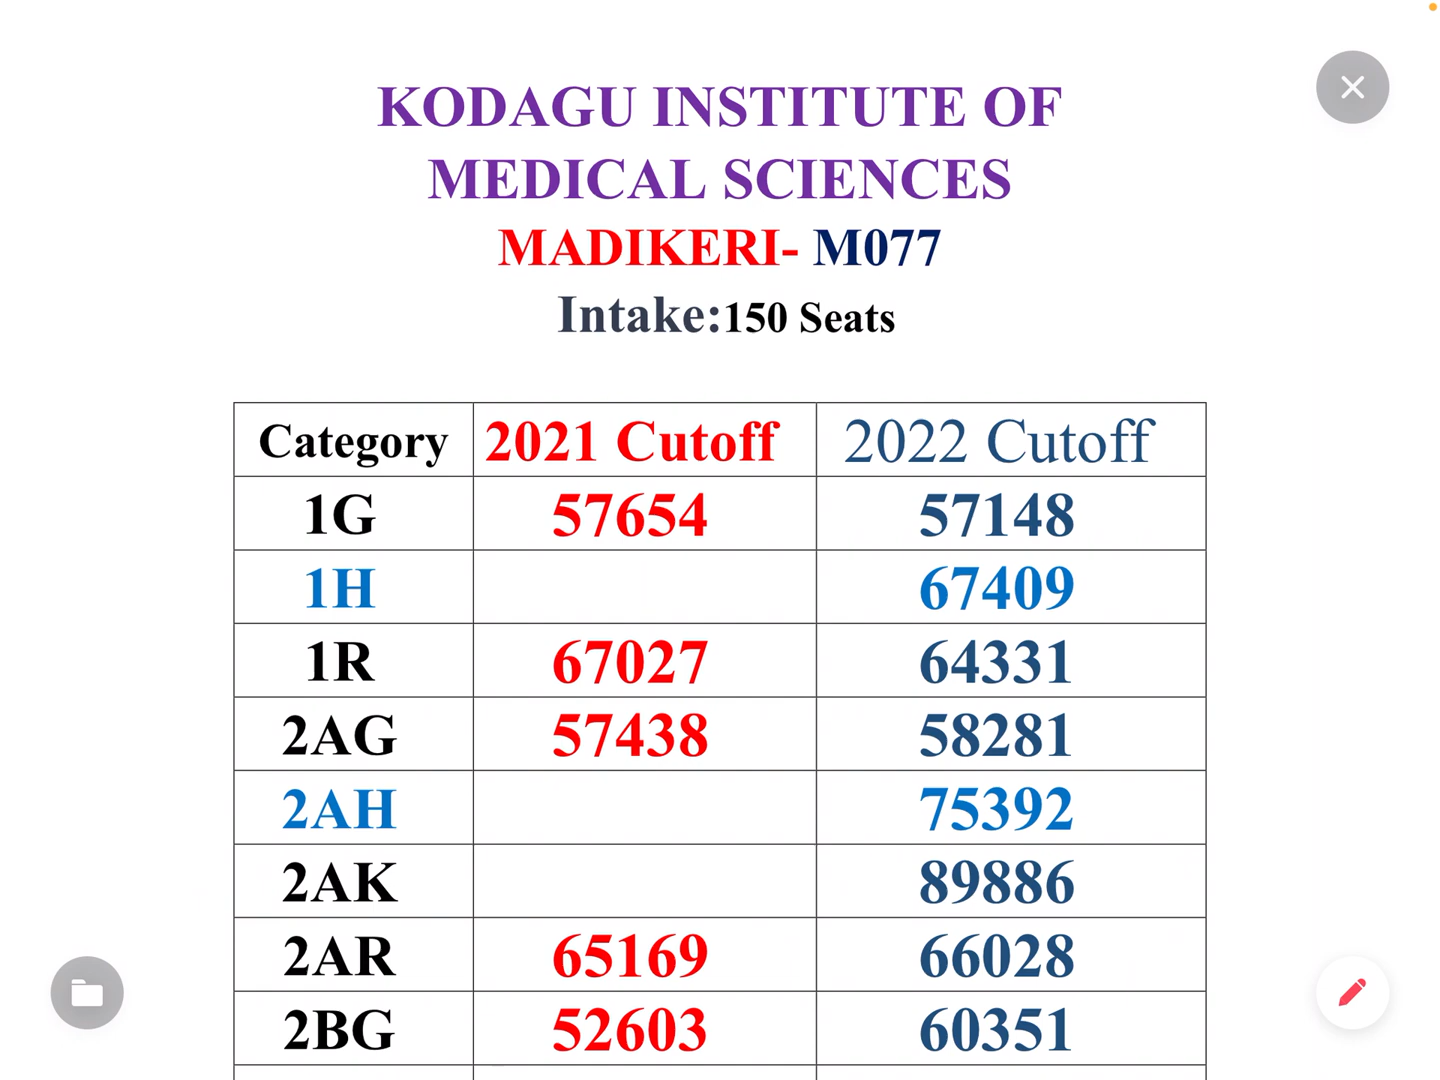 KODAGU INSTITUTE OF
MEDICAL SCIENCES
MADIKERI- M077
Intake:150 Seats
Category 2021 Cutoff 2022 Cutoff
1G 57654 57148
1H 67409
1R 67027 64331
2AG 57438 58281
2AH 75392
2AK 89886
2AR 65169 66028
2BG 52603 60351